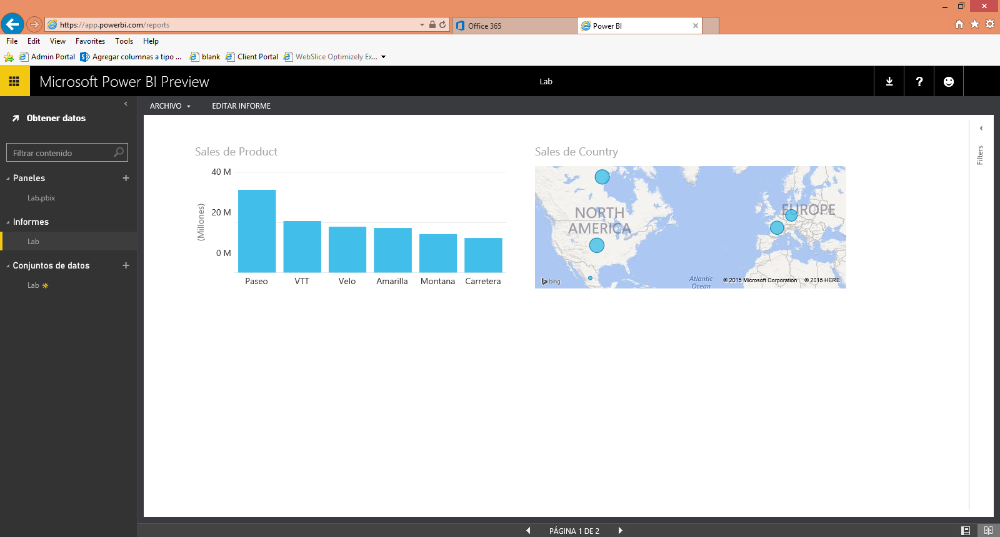 https://app.powerbi.com/reports
Office 365
Power BI
File Edit View Favorites Tools Help
Admin Portal Agregar columnas a tipo ... blank Client Portal WebSlice Optimizely Ex...
Microsoft Power BI Preview
Lab
?
ARCHIVO
EDITAR INFORME
Obtener datos
Filtrar contenido
Paneles +
Lab.pbix
Informes
Lab
Conjuntos de datos +
Lab
Sales de Product
40 M
20 M
0 M
(Millones)
Paseo VTT Velo Amarilla Montana Carretera
Sales de Country
NORTH
AMERICA
EUROPE
Atlantic
Ocean
bing
© 2015 Microsoft Corporation © 2015 HERE
Filters
PÁGINA 1 DE 2